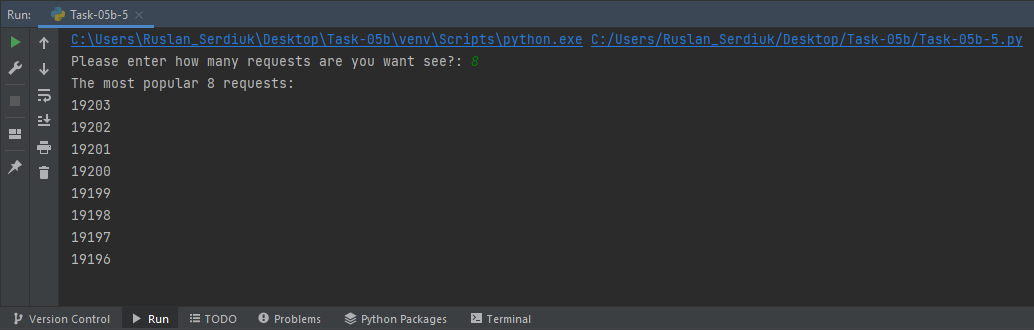 Run: Task-05b-5
C:\Users\Ruslan_Serdiuk\Desktop\Task-05b\venv\Scripts\python.exe C:/Users/Ruslan_Serdiuk/Desktop/Task-05b/Task-05b-5.py
Please enter how many requests are you want see?: 8
The most popular 8 requests:
19203
19202
19201
19200
19199
19198
19197
19196
Version Control Run TODO Problems Python Packages Terminal